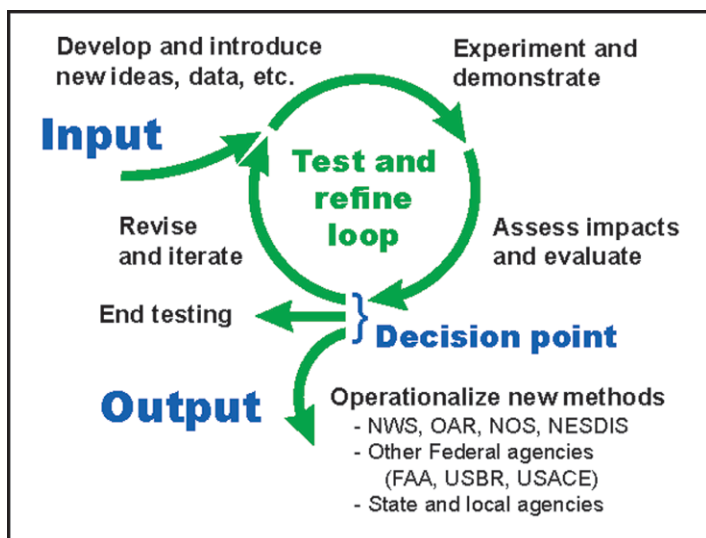 Develop and introduce
new ideas, data, etc.
Experiment and
demonstrate
Input
Test and
refine
loop
Revise
and iterate
Assess impacts
and evaluate
End testing
Decision point
Output
Operationalize new methods
- NWS, OAR, NOS, NESDIS
- Other Federal agencies
(FAA, USBR, USACE)
- State and local agencies